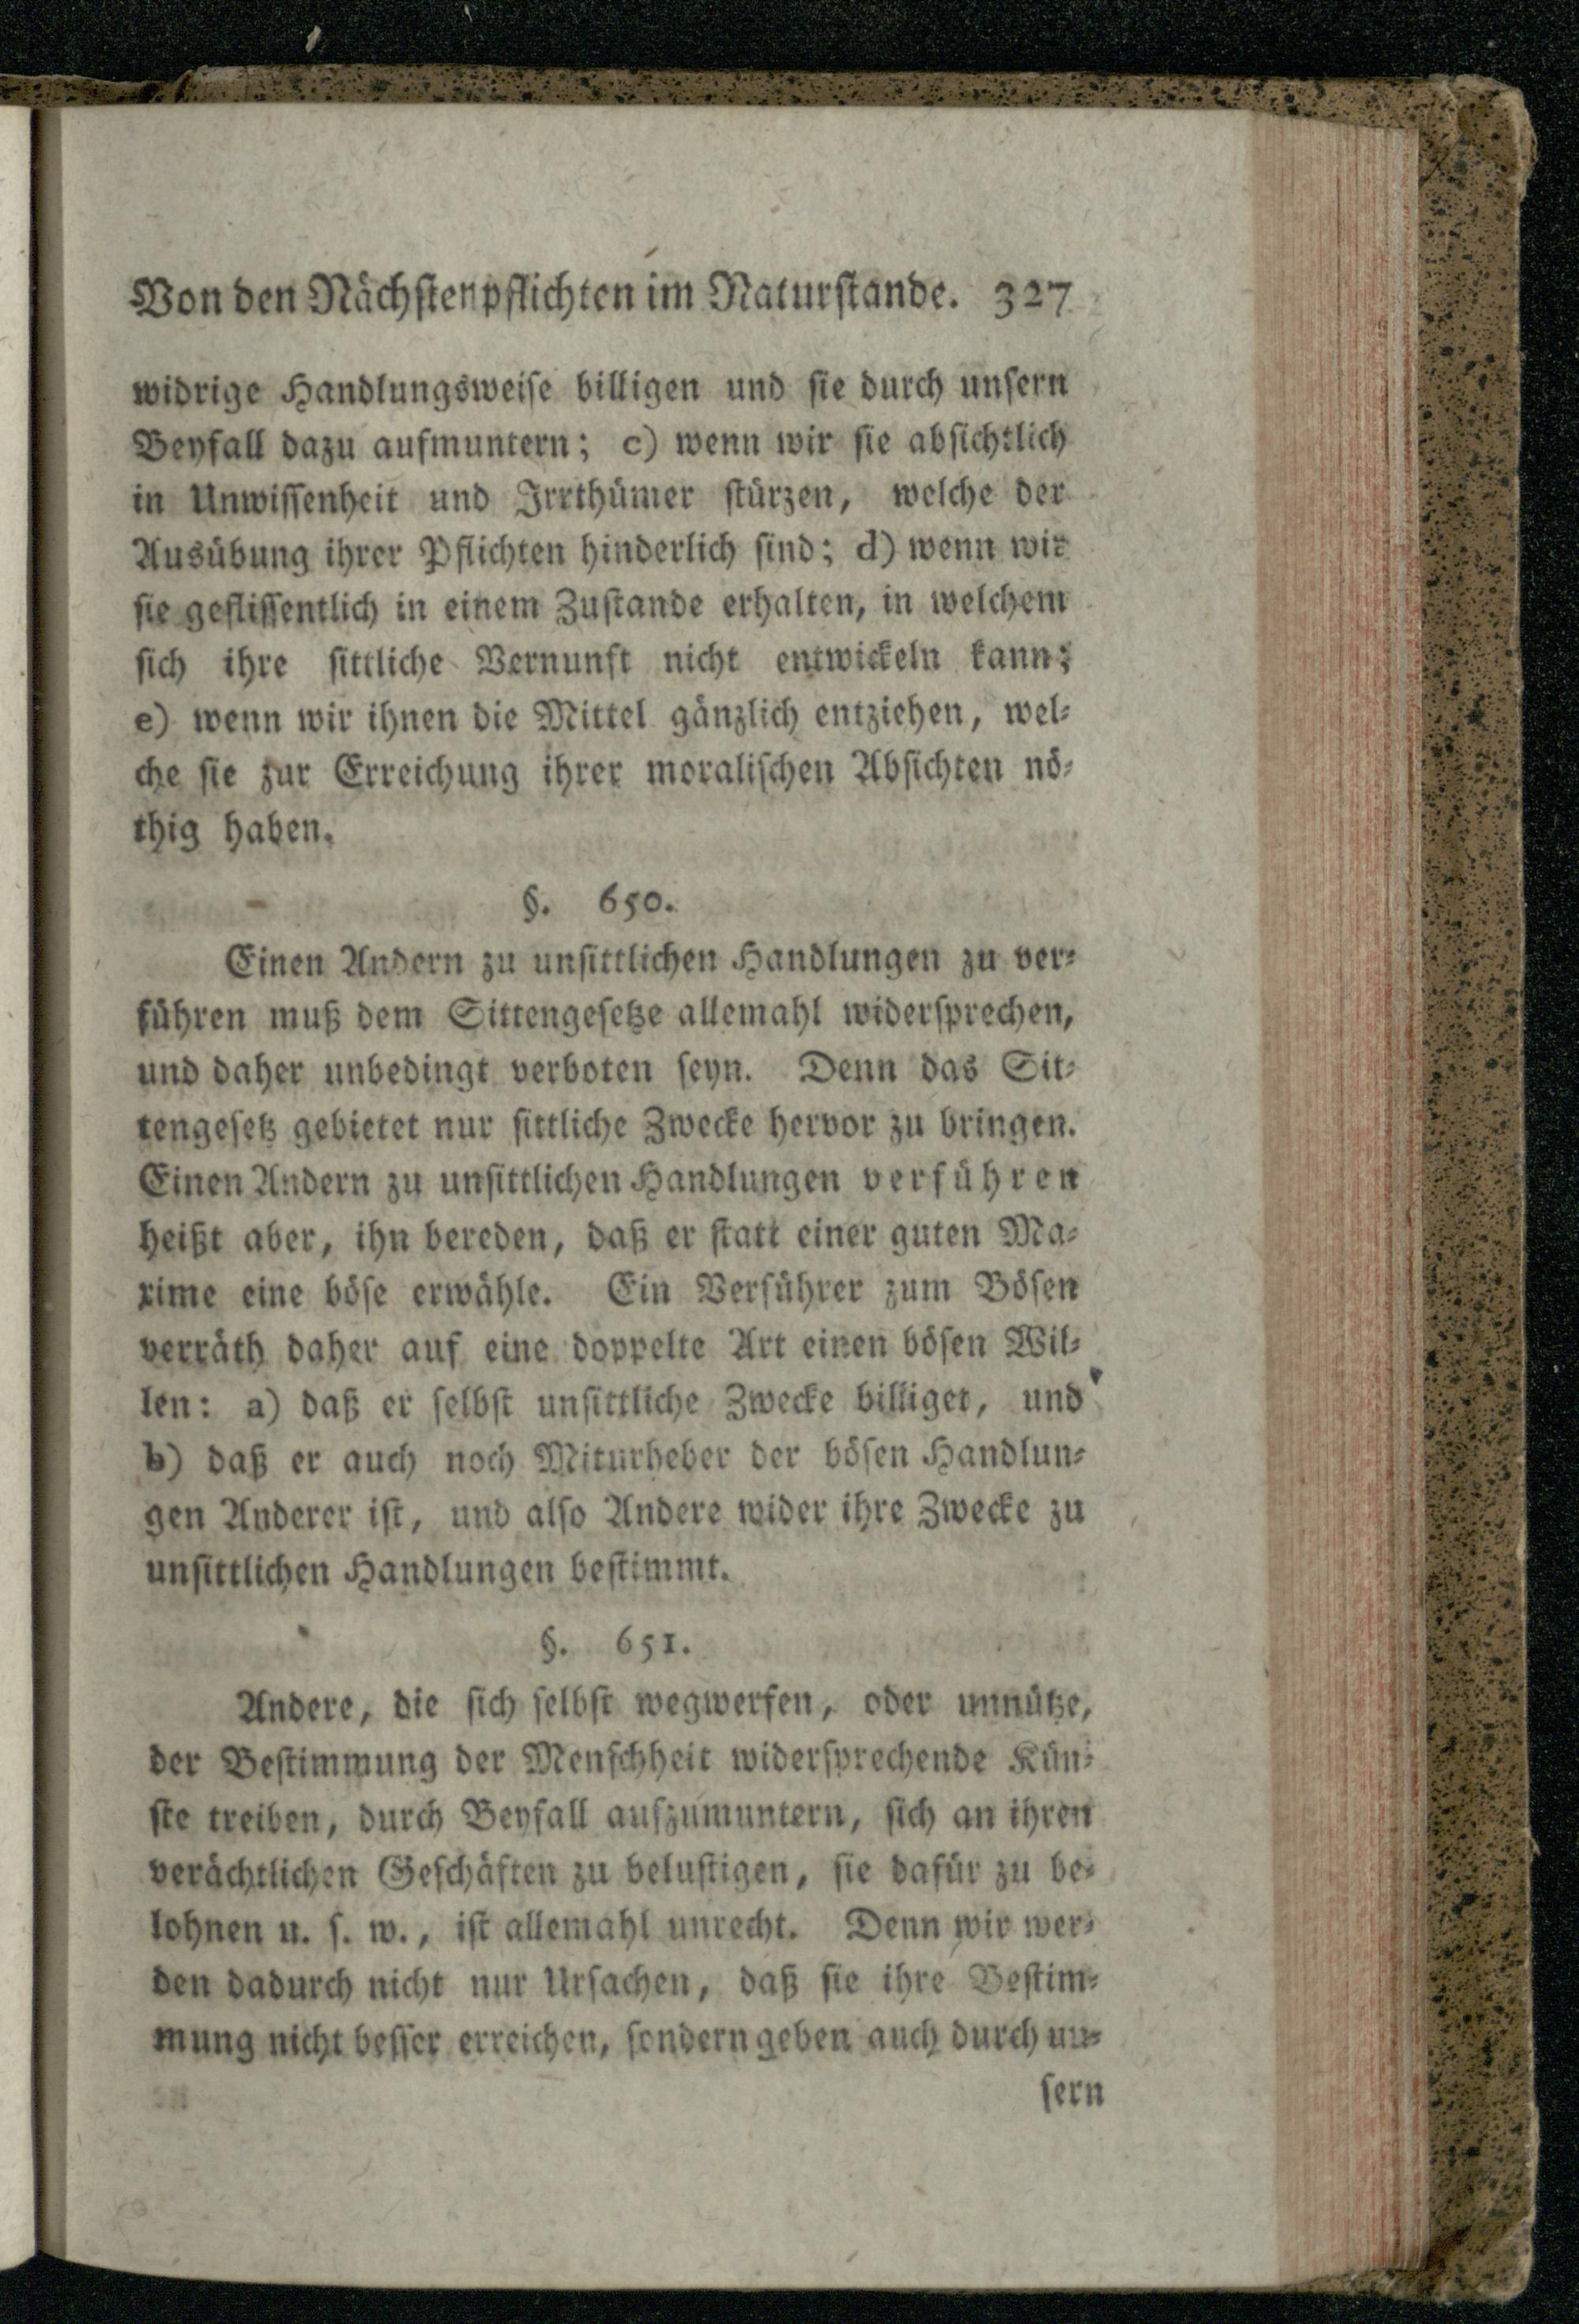 Von den Nächstenpflichten im Naturstande. 327
widrige Handlungsweise billigen und sie durch unsern
Beyfall dazu aufmuntern; c) wenn wir sie absichtlich
in Unwissenheit und Irrthümer stürzen, welche der
Ausübung ihrer Pflichten hinderlich sind; d) wenn wir
sie geflissentlich in einem Zustande erhalten, in welchem
sich ihre sittliche Vernunft nicht entwickeln kann;
e) wenn wir ihnen die Mittel gänzlich entziehen, wel-
che sie zur Erreichung ihrer moralischen Absichten nö-
thig haben.
§. 650.
Einen Andern zu unsittlichen Handlungen zu ver-
führen muß dem Sittengesetze allemahl widersprechen,
und daher unbedingt verboten seyn. Denn das Sit-
tengesetz gebietet nur sittliche Zwecke hervor zu bringen.
Einen Andern zu unsittlichen Handlungen verführen
heißt aber, ihn bereden, daß er statt einer guten Ma-
xime eine böse erwähle. Ein Verführer zum Bösen
verräth daher auf eine doppelte Art einen bösen Wil-
len: a) daß er selbst unsittliche Zwecke billiget, und
b) daß er auch noch Miturheber der bösen Handlun-
gen Anderer ist, und also Andere wider ihre Zwecke zu
unsittlichen Handlungen bestimmt.
§. 651.
Andere, die sich selbst wegwerfen, oder unnütze,
der Bestimmung der Menschheit widersprechende Kün-
ste treiben, durch Beyfall aufzumuntern, sich an ihren
verächtlichen Geschäften zu belustigen, sie dafür zu be-
lohnen u. s. w., ist allemahl unrecht. Denn wir wer-
den dadurch nicht nur Ursachen, daß sie ihre Bestim-
mung nicht besser erreichen, sondern geben auch durch un-
sern